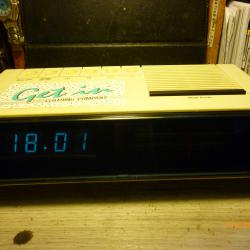 Get in
CLOTHING COMPANY
18.01